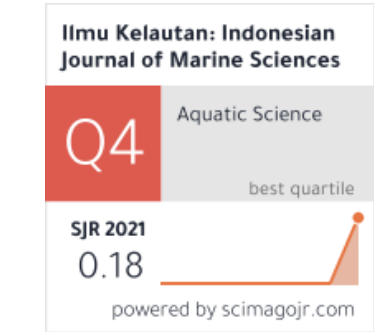 Ilmu Kelautan: Indonesian
Journal of Marine Sciences
Q4
Aquatic Science
best quartile
SJR 2021
0.18
powered by scimagojr.com